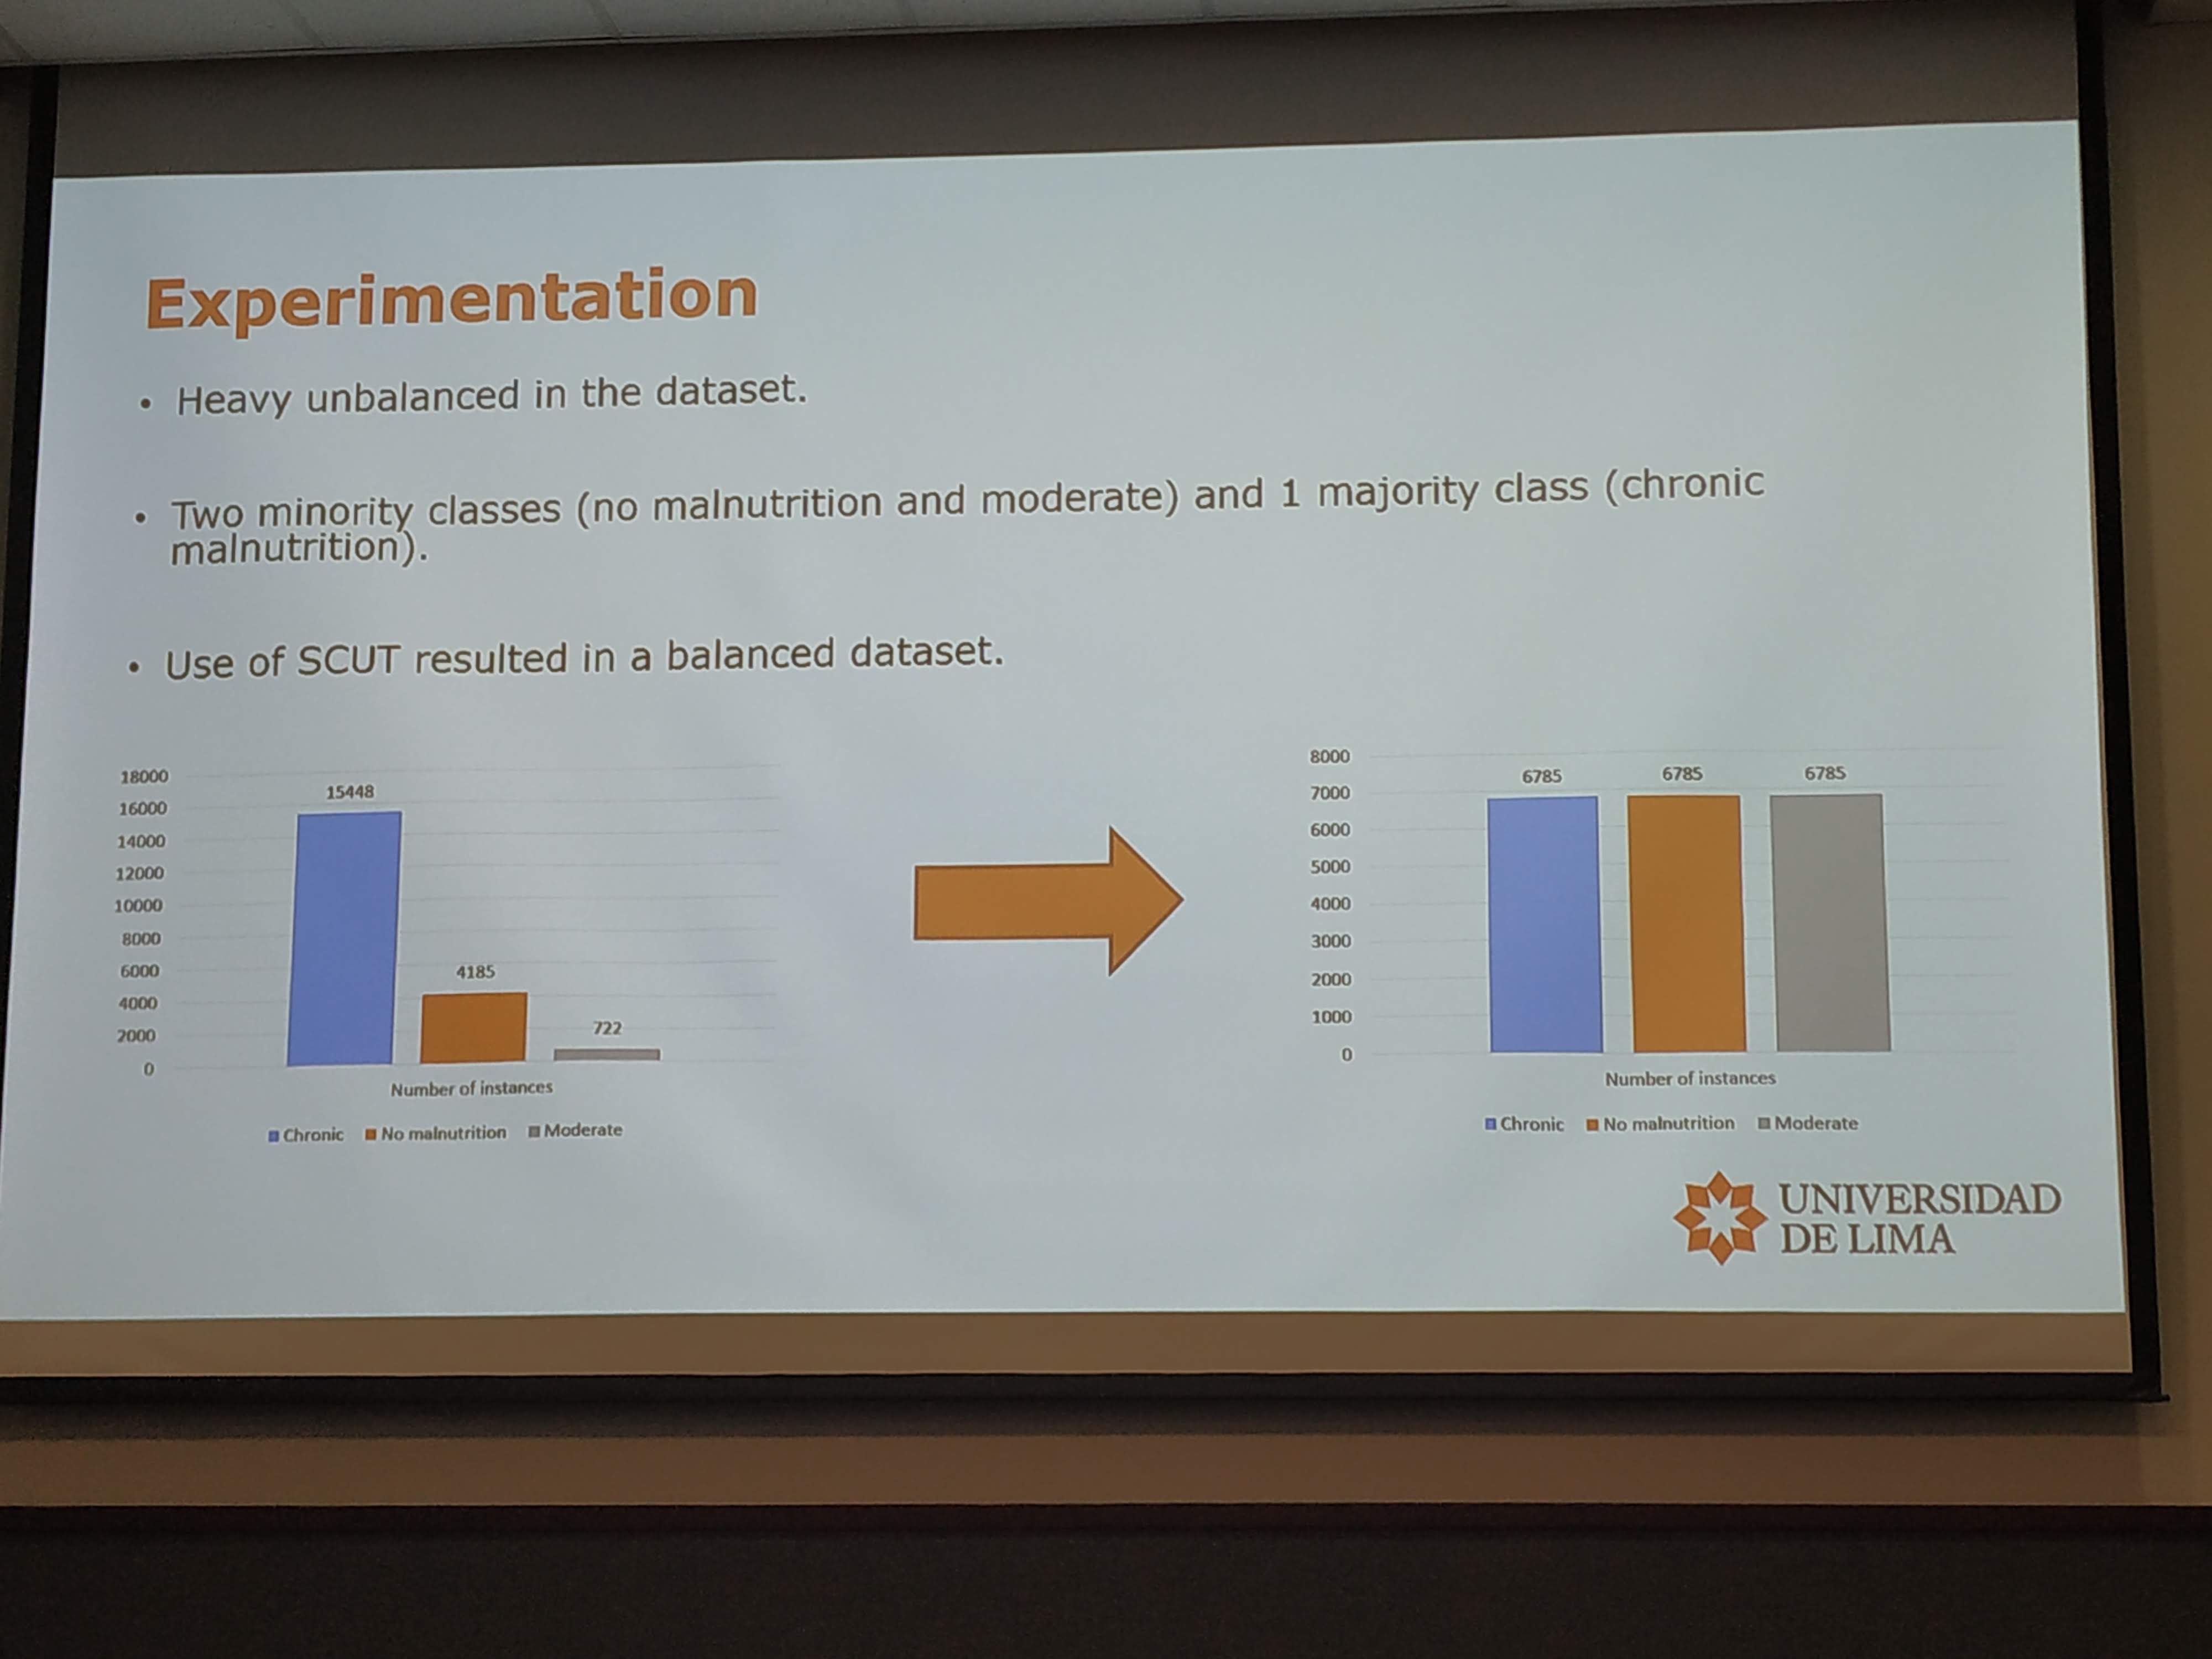 Experimentation
• Heavy unbalanced in the dataset.
• Two minority classes (no malnutrition and moderate) and 1 majority class (chronic
malnutrition).
• Use of SCUT resulted in a balanced dataset.
18000
16000
14000
12000
10000
8000
6000
4000
2000
0
15448
4185
722
Number of instances
Chronic No malnutrition Moderate
8000
7000
6000
5000
4000
3000
2000
1000
0
6785 6785 6785
Number of instances
Chronic No malnutrition Moderate
UNIVERSIDAD
DE LIMA